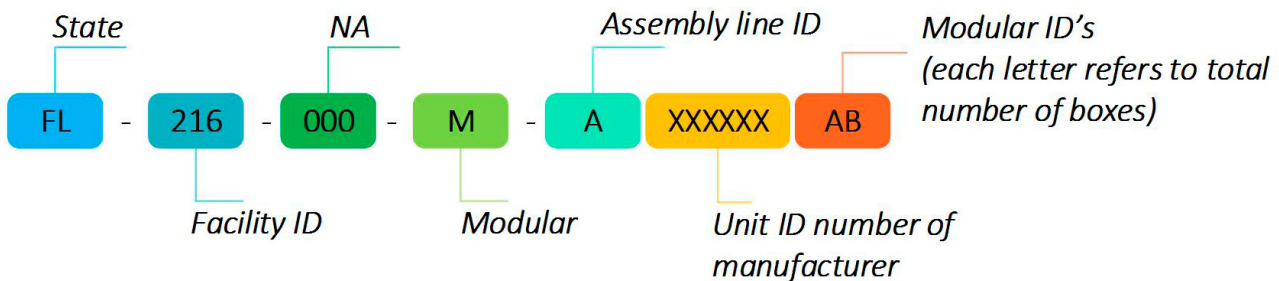 State
NA
Assembly line ID
Modular ID’s
(each letter refers to total
number of boxes)
FL - 216 - 000 - M - A XXXXXX AB
Facility ID
Modular
Unit ID number of
manufacturer